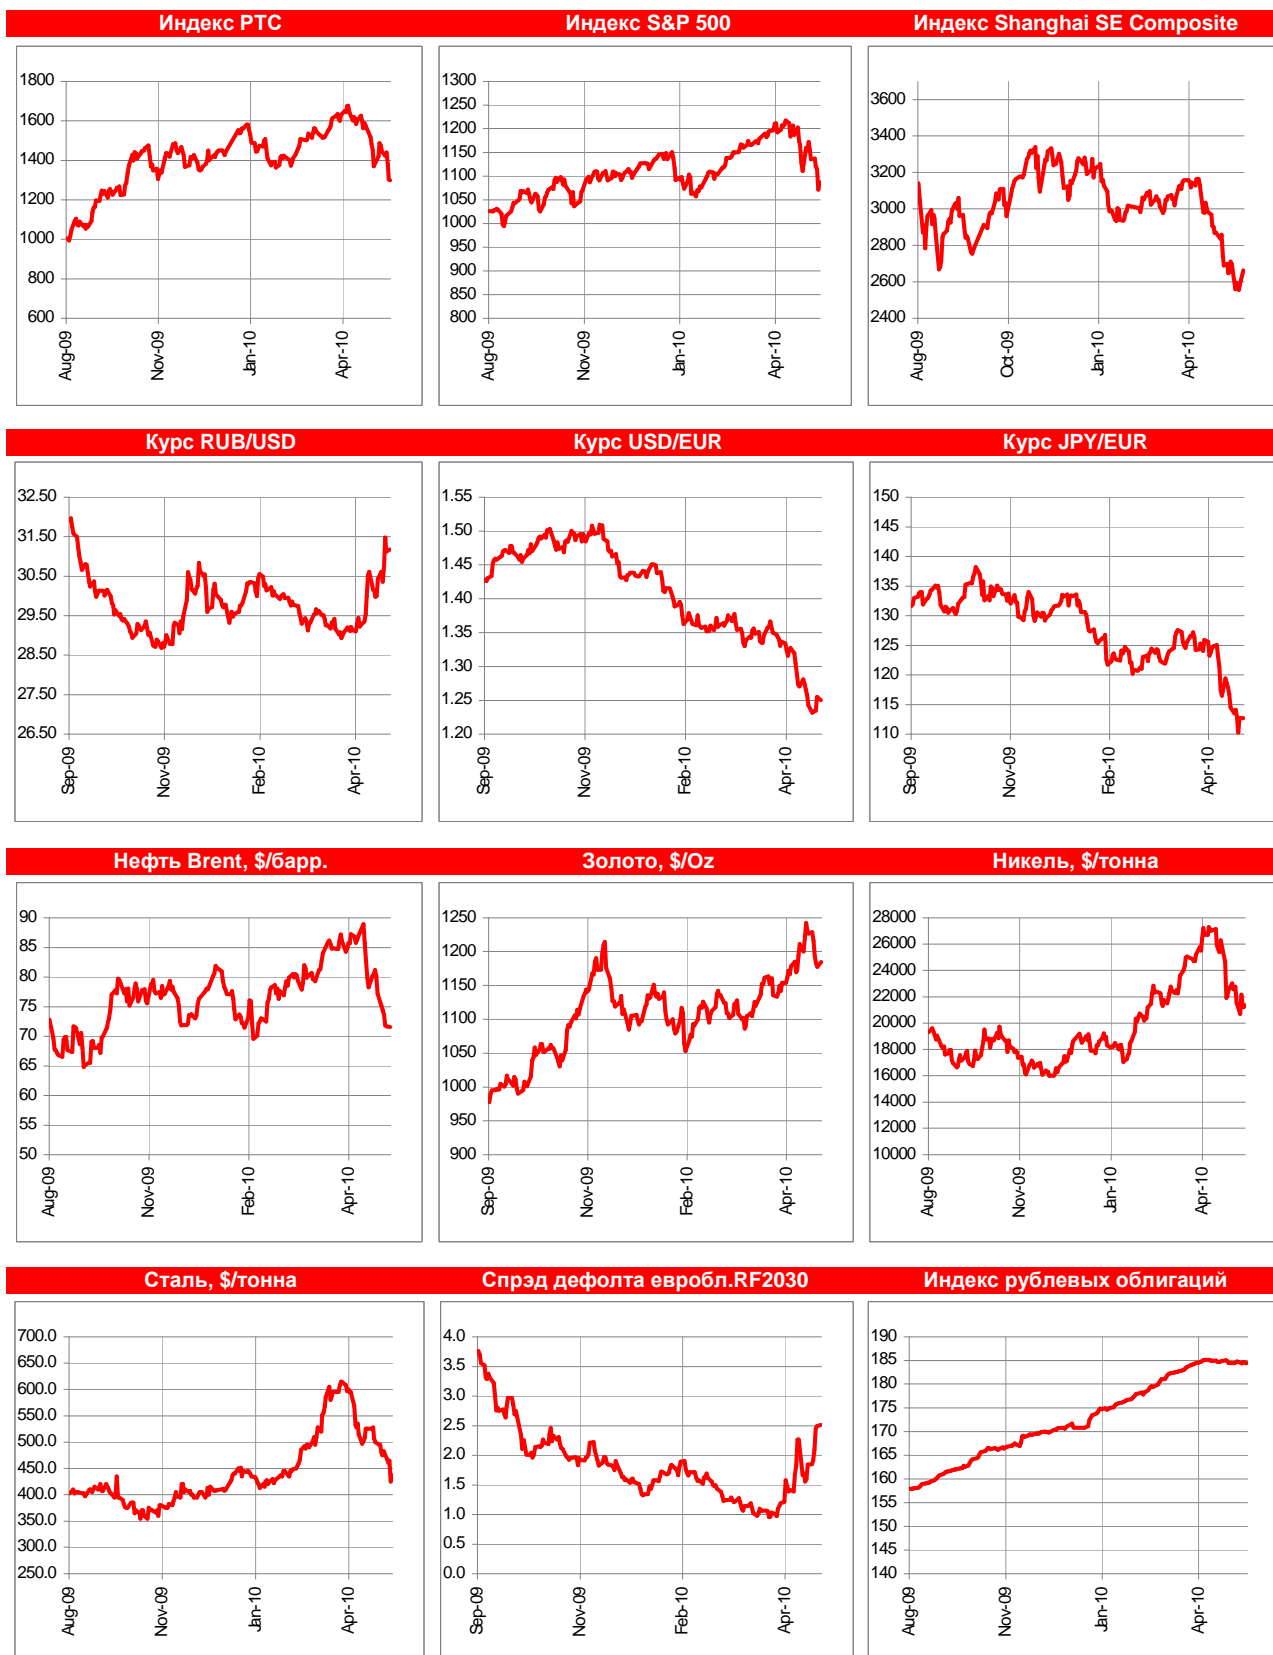 Индекс РТС
1800
1600
1400
1200
1000
800
600
Aug-09
Nov-09
Jan-10
Apr-10
Индекс S&P 500
1300
1250
1200
1150
1100
1050
1000
950
900
850
800
Aug-09
Nov-09
Jan-10
Apr-10
Индекс Shanghai SE Composite
3600
3400
3200
3000
2800
2600
2400
Aug-09
Oct-09
Jan-10
Apr-10
Курс RUB/USD
32.50
31.50
30.50
29.50
28.50
27.50
26.50
Sep-09
Nov-09
Feb-10
Apr-10
Курс USD/EUR
1.55
1.50
1.45
1.40
1.35
1.30
1.25
1.20
Sep-09
Nov-09
Feb-10
Apr-10
Курс JPY/EUR
150
145
140
135
130
125
120
115
110
Sep-09
Nov-09
Feb-10
Apr-10
Нефть Brent, $/барр.
90
85
80
75
70
65
60
55
50
Aug-09
Nov-09
Feb-10
Apr-10
Золото, $/Oz
1250
1200
1150
1100
1050
1000
950
900
Sep-09
Nov-09
Feb-10
Apr-10
Никель, $/тонна
28000
26000
24000
22000
20000
18000
16000
14000
12000
10000
Aug-09
Nov-09
Jan-10
Apr-10
Сталь, $/тонна
700.0
650.0
600.0
550.0
500.0
450.0
400.0
350.0
300.0
250.0
Aug-09
Nov-09
Jan-10
Apr-10
Спрэд дефолта евробл.RF2030
4.0
3.5
3.0
2.5
2.0
1.5
1.0
0.5
0.0
Sep-09
Nov-09
Feb-10
Apr-10
Индекс рублевых облигаций
190
185
180
175
170
165
160
155
150
145
140
Aug-09
Nov-09
Jan-10
Apr-10